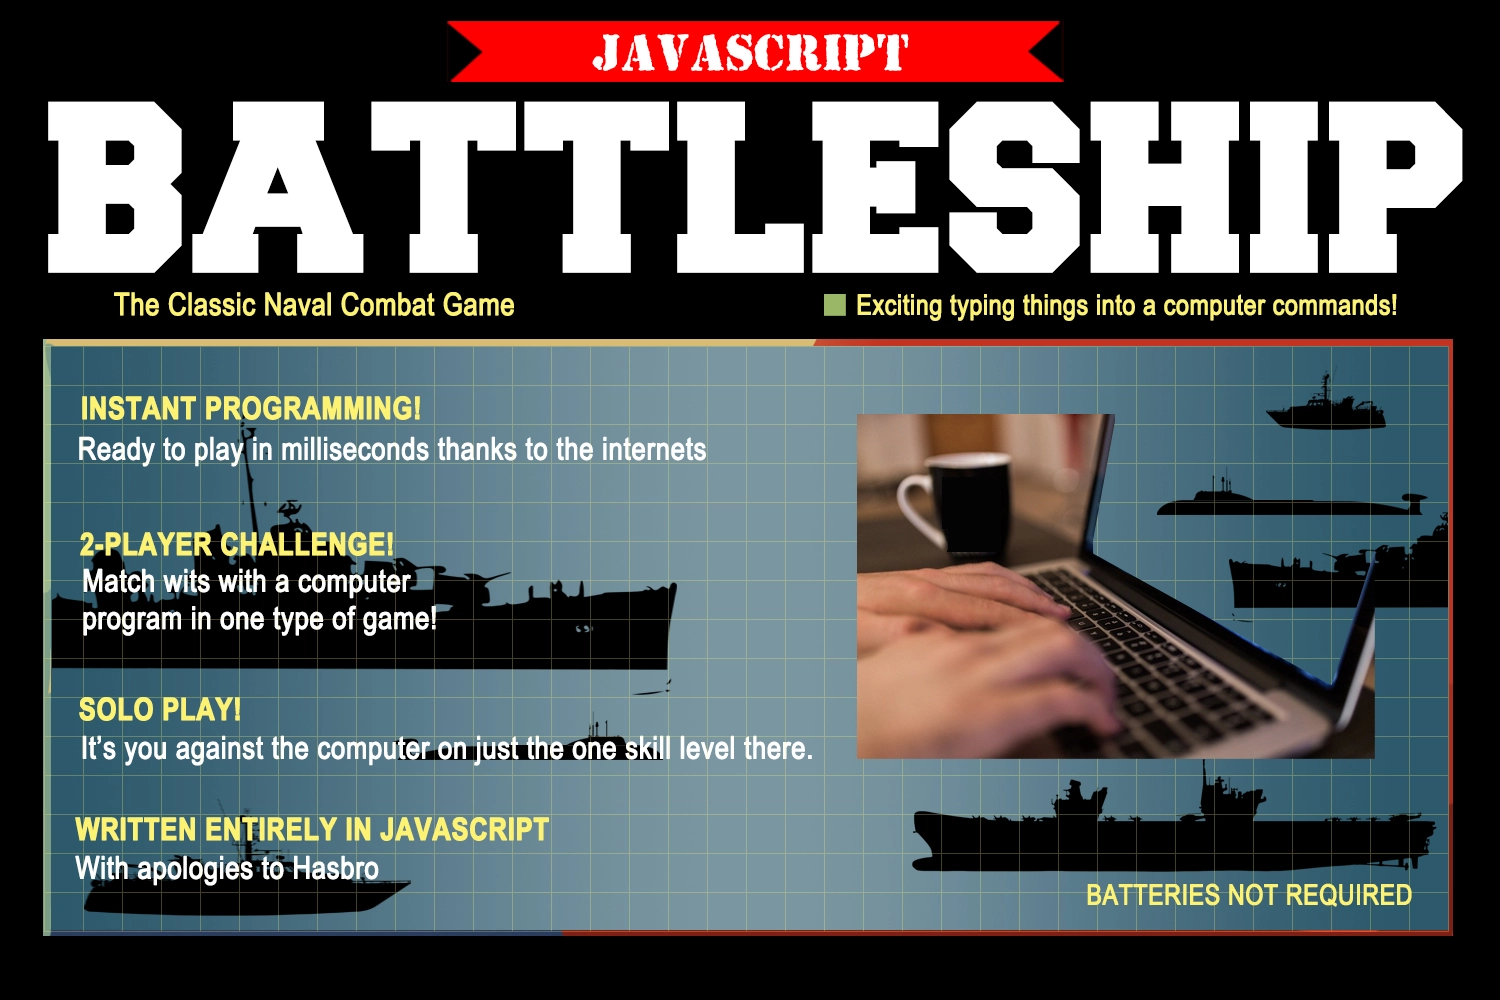 JAVASCRIPT
BATTLESHIP
The Classic Naval Combat Game
Exciting typing things into a computer commands!
INSTANT PROGRAMMING!
Ready to play in milliseconds thanks to the internets
2-PLAYER CHALLENGE!
Match wits with a computer
program in one type of game!
SOLO PLAY!
It’s you against the computer on just the one skill level there.
WRITTEN ENTIRELY IN JAVASCRIPT
With apologies to Hasbro
BATTERIES NOT REQUIRED